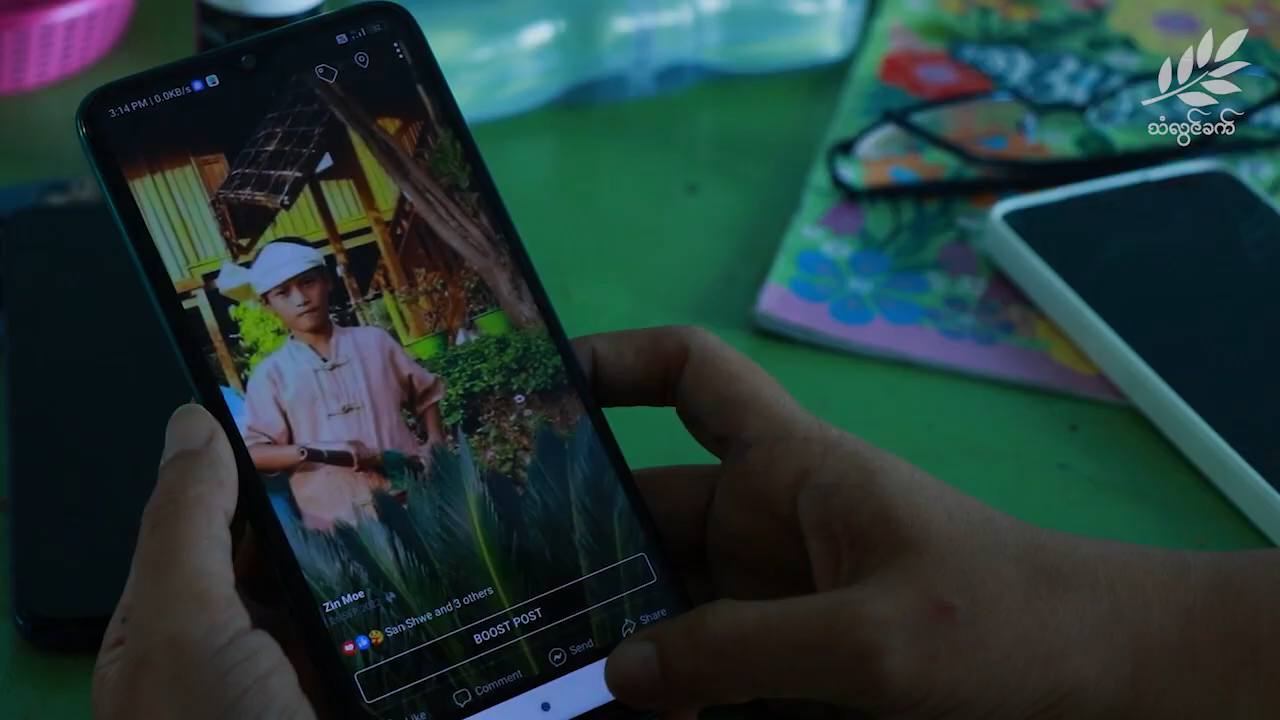 သံလွင်ခက်
3:14 PM | 0.0KB/s
Zin Moe
San Shwe and 3 others
BOOST POST
Like
Comment
Send
Share